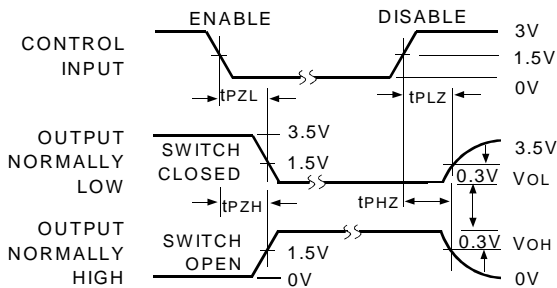 ENABLE
DISABLE
CONTROL
INPUT
3V
1.5V
0V
tPZL
tPLZ
OUTPUT
NORMALLY
LOW
SWITCH
CLOSED
3.5V
1.5V
3.5V
0.3V
VOL
tPZH
tPHZ
OUTPUT
NORMALLY
HIGH
SWITCH
OPEN
1.5V
0V
0.3V
VOH
0V